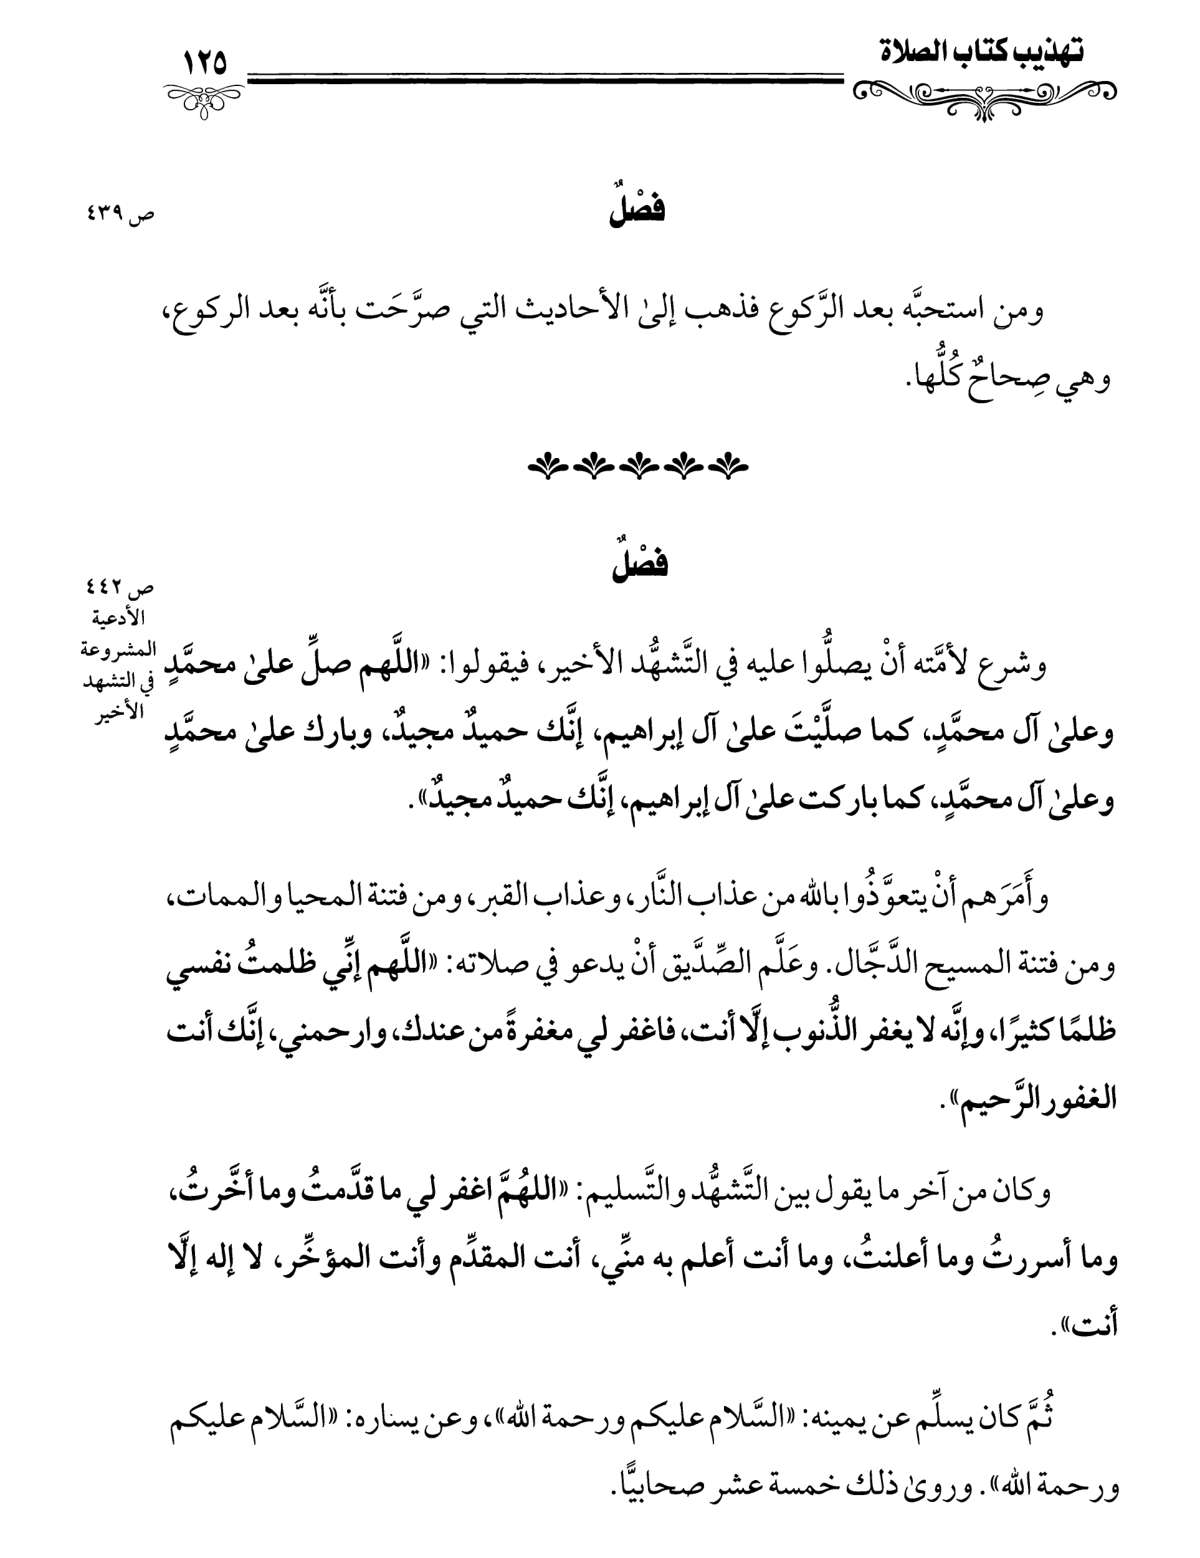 تهذيب كتاب الصلاة
١٢٥
فصْلٌ
ص ٤٣٩
ومن استحبَّه بعد الرَّكوع فذهب إلىٰ الأحاديث التي صرَّحَت بأنَّه بعد الركوع،
وهي صِحاحٌ كُلُّها.
فصْلٌ
ص ٤٤٢
الأدعية
المشروعة
في التشهد
الأخير
وشرع لأمَّته أنْ يصلُّوا عليه في التَّشهُّد الأخير، فيقولوا: «اللَّهم صلِّ علىٰ محمَّدٍ
وعلىٰ آل محمَّدٍ، كما صلَّيْتَ علىٰ آل إبراهيم، إنَّك حميدٌ مجيدٌ، وبارك علىٰ محمَّدٍ
وعلىٰ آل محمَّدٍ، كما باركت علىٰ آل إبراهيم، إنَّك حميدٌ مجيدٌ».
وأَمَرَهم أنْ يتعوَّذُوا بالله من عذاب النَّار، وعذاب القبر، ومن فتنة المحيا والممات،
ومن فتنة المسيح الدَّجَّال. وعَلَّم الصِّدَّيق أنْ يدعو في صلاته: «اللَّهم إنِّي ظلمتُ نفسي
ظلمًا كثيرًا، وإنَّه لا يغفر الذُّنوب إلَّا أنت، فاغفر لي مغفرةً من عندك، وارحمني، إنَّك أنت
الغفور الرَّحيم».
وكان من آخر ما يقول بين التَّشهُّد والتَّسليم: «اللهُمَّ اغفر لي ما قدَّمتُ وما أخَّرتُ،
وما أسررتُ وما أعلنتُ، وما أنت أعلم به منِّي، أنت المقدِّم وأنت المؤخِّر، لا إله إلَّا
أنت».
ثُمَّ كان يسلِّم عن يمينه: «السَّلام عليكم ورحمة الله»، وعن يساره: «السَّلام عليكم
ورحمة الله». وروىٰ ذلك خمسة عشر صحابيًّا.